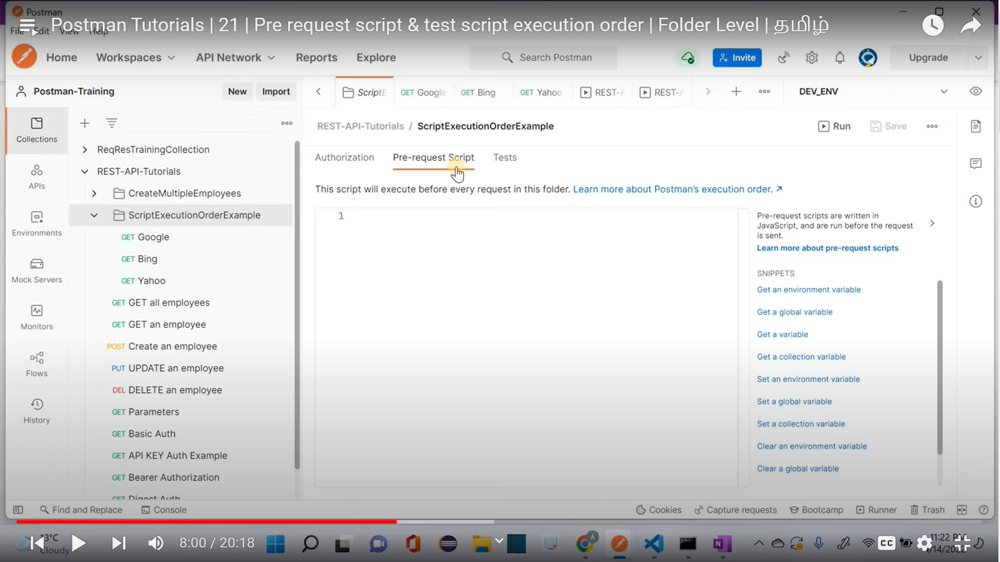 Postman
File Edit View Help
Postman Tutorials | 21 | Pre request script & test script execution order | Folder Level | தமிழ்
Home Workspaces API Network Reports Explore Search Postman Invite Upgrade
Postman-Training New Import
ScriptE GET Google GET Bing GET Yahoo REST-A REST-A DEV_ENV
REST-API-Tutorials / ScriptExecutionOrderExample Run Save
Authorization Pre-request Script Tests
This script will execute before every request in this folder. Learn more about Postman's execution order.
1
Collections
APIs
Environments
Mock Servers
Monitors
Flows
History
ReqResTrainingCollection
REST-API-Tutorials
CreateMultipleEmployees
ScriptExecutionOrderExample
GET Google
GET Bing
GET Yahoo
GET GET all employees
GET GET an employee
POST Create an employee
PUT UPDATE an employee
DEL DELETE an employee
GET Parameters
GET Basic Auth
GET API KEY Auth Example
GET Bearer Authorization
GET Digest Auth
Pre-request scripts are written in
JavaScript, and are run before the request
is sent.
Learn more about pre-request scripts
SNIPPETS
Get an environment variable
Get a global variable
Get a variable
Get a collection variable
Set an environment variable
Set a global variable
Set a collection variable
Clear an environment variable
Clear a global variable
Find and Replace Console Cookies Capture requests Bootcamp Runner Trash
8:00 / 20:18
Cloudy
CC
11:22 PM